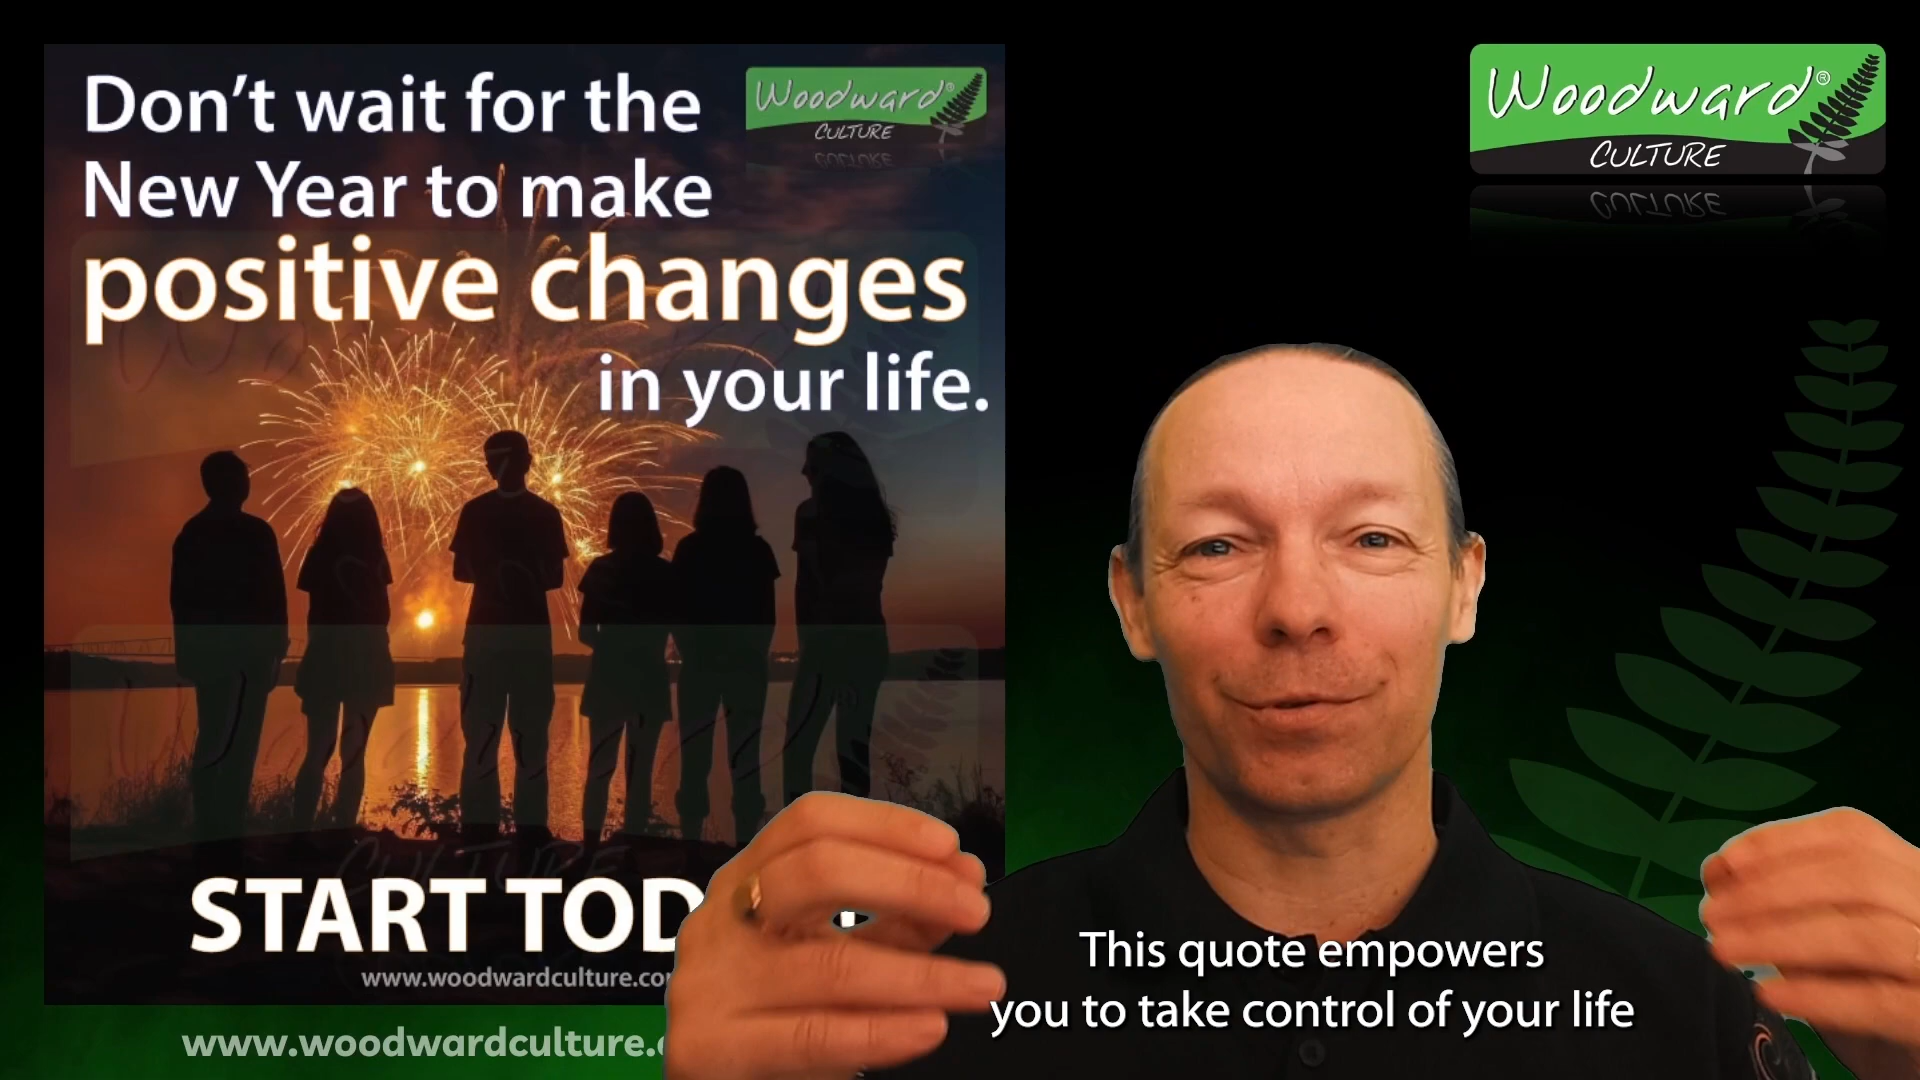 Don't wait for the
New Year to make
positive changes
in your life.
Woodward®
CULTURE
START TOD
www.woodwardculture.co
www.woodwardculture.
Woodward®
CULTURE
This quote empowers
you to take control of your life